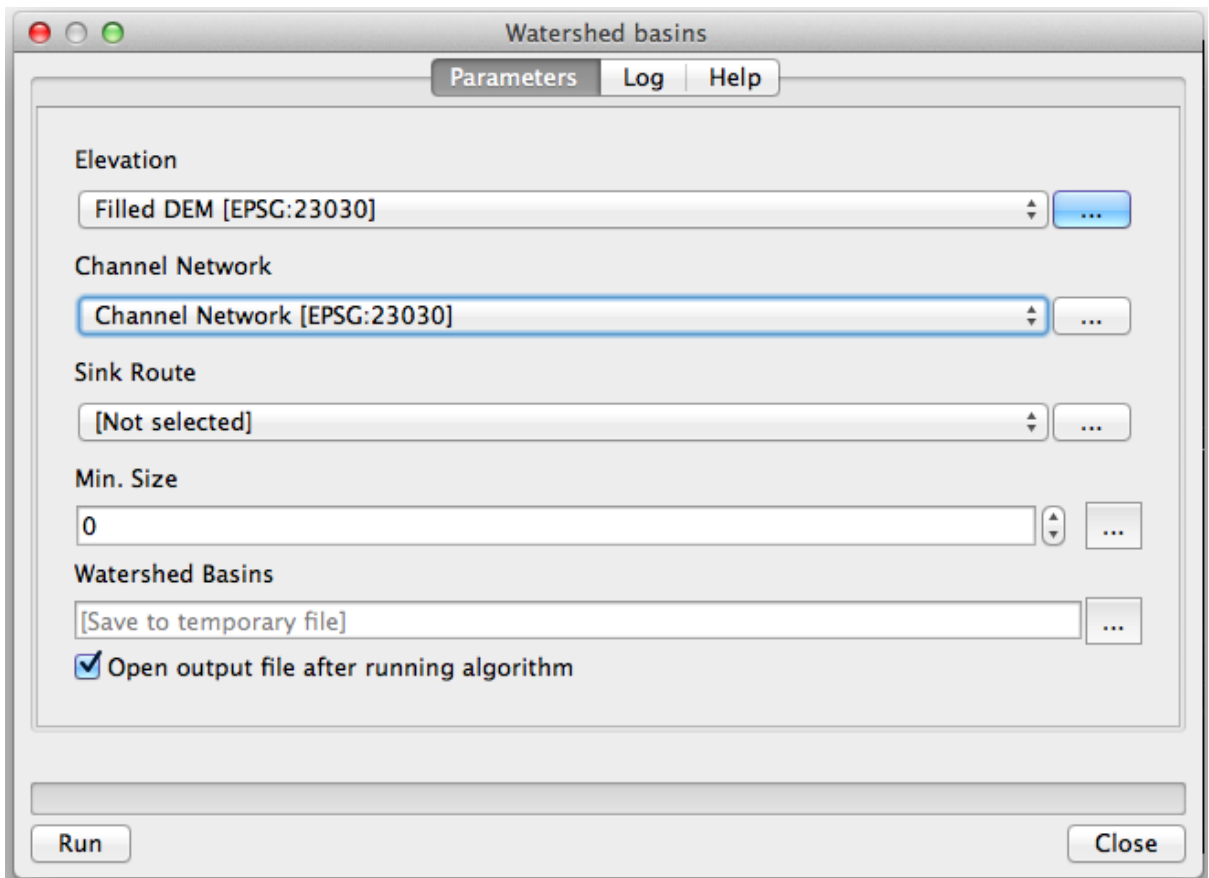 Watershed basins
Parameters Log Help
Elevation
Filled DEM [EPSG:23030] ...
Channel Network
Channel Network [EPSG:23030] ...
Sink Route
[Not selected] ...
Min. Size
0 ...
Watershed Basins
[Save to temporary file] ...
Open output file after running algorithm
Run Close